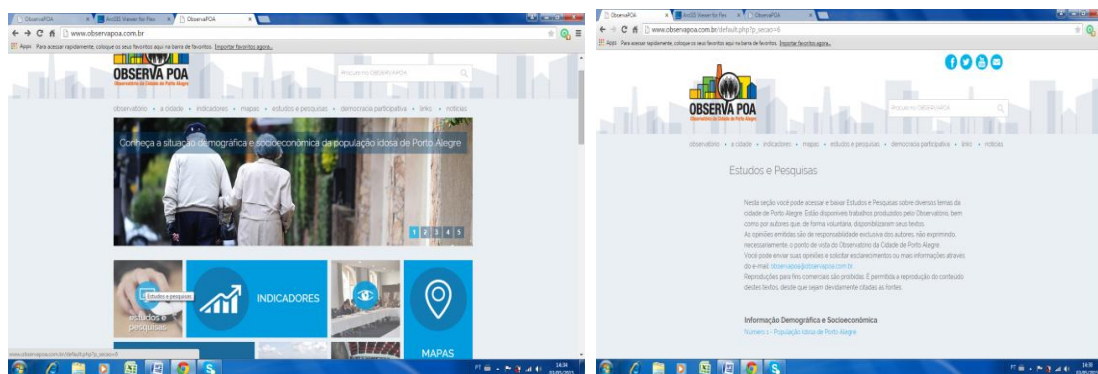 ObservaPOA
ArcGIS Viewer for Flex
ObservaPOA
www.observapoa.com.br
Apps Para acessar rapidamente, coloque os seus favoritos aqui na barra de favoritos. Importar favoritos agora...
OBSERVA POA
Observatório da Cidade de Porto Alegre
Procure no OBSERVAPOA
observatório • a cidade • indicadores • mapas • estudos e pesquisas • democracia participativa • links • notícias
Conheça a situação demográfica e socioeconômica da população idosa de Porto Alegre
1 2 3 4 5
Estudos e pesquisas
estudos e
pesquisas
INDICADORES
MAPAS
www.observapoa.com.br/default.php?p_secao=6
PT
14:34
ObservaPOA
ArcGIS Viewer for Flex
ObservaPOA
www.observapoa.com.br/default.php?p_secao=6
Apps Para acessar rapidamente, coloque os seus favoritos aqui na barra de favoritos. Importar favoritos agora...
OBSERVA POA
Observatório da Cidade de Porto Alegre
Procure no OBSERVAPOA
observatório • a cidade • indicadores • mapas • estudos e pesquisas • democracia participativa • links • notícias
Estudos e Pesquisas
Nesta seção você pode acessar e baixar Estudos e Pesquisas sobre diversos temas da
cidade de Porto Alegre. Estão disponíveis trabalhos produzidos pelo Observatório, bem
como por autores que, de forma voluntária, disponibilizaram seus textos.
As opiniões emitidas são de responsabilidade exclusiva dos autores, não exprimindo,
necessariamente, o ponto de vista do Observatório da Cidade de Porto Alegre.
Você pode enviar suas opiniões e solicitar esclarecimentos ou mais informações através
do e-mail: observapoa@observapoa.com.br
Reproduções para fins comerciais são proibidas. É permitida a reprodução do conteúdo
destes textos, desde que sejam devidamente citadas as fontes.
Informação Demográfica e Socioeconômica
Número 1 - População Idosa de Porto Alegre
PT